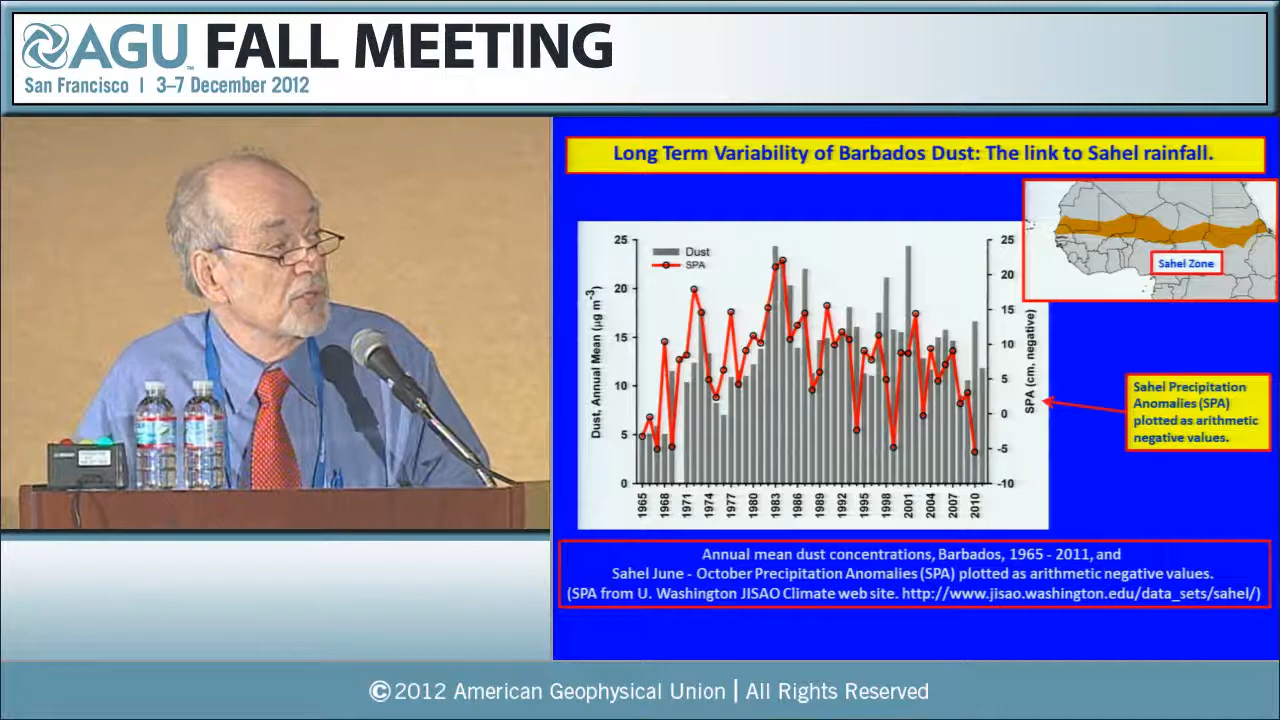 AGU FALL MEETING
San Francisco | 3–7 December 2012
Long Term Variability of Barbados Dust: The link to Sahel rainfall.
Sahel Zone
Dust
SPA
Dust, Annual Mean (µg m-3)
25
20
15
10
5
0
25
20
15
10
5
0
-5
-10
SPA (cm, negative)
1965 1968 1971 1974 1977 1980 1983 1986 1989 1992 1995 1998 2001 2004 2007 2010
Sahel Precipitation
Anomalies (SPA)
plotted as arithmetic
negative values.
Annual mean dust concentrations, Barbados, 1965 - 2011, and
Sahel June - October Precipitation Anomalies (SPA) plotted as arithmetic negative values.
(SPA from U. Washington JISAO Climate web site. http://www.jisao.washington.edu/data_sets/sahel/)
©2012 American Geophysical Union | All Rights Reserved